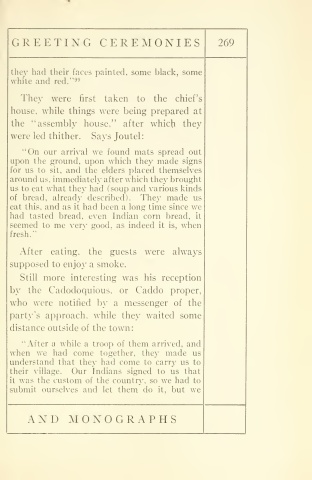 GREETING CEREMONIES 269
they had their faces painted, some black, some
white and red."⁹⁹
They were first taken to the chief's
house, while things were being prepared at
the "assembly house," after which they
were led thither. Says Joutel:
"On our arrival we found mats spread out
upon the ground, upon which they made signs
for us to sit, and the elders placed themselves
around us, immediately after which they brought
us to eat what they had (soup and various kinds
of bread, already described). They made us
eat this, and as it had been a long time since we
had tasted bread, even Indian corn bread, it
seemed to me very good, as indeed it is, when
fresh."
After eating, the guests were always
supposed to enjoy a smoke.
Still more interesting was his reception
by the Cadodoquious, or Caddo proper,
who were notified by a messenger of the
party's approach, while they waited some
distance outside of the town:
"After a while a troop of them arrived, and
when we had come together, they made us
understand that they had come to carry us to
their village. Our Indians signed to us that
it was the custom of the country, so we had to
submit ourselves and let them do it, but we
AND MONOGRAPHS